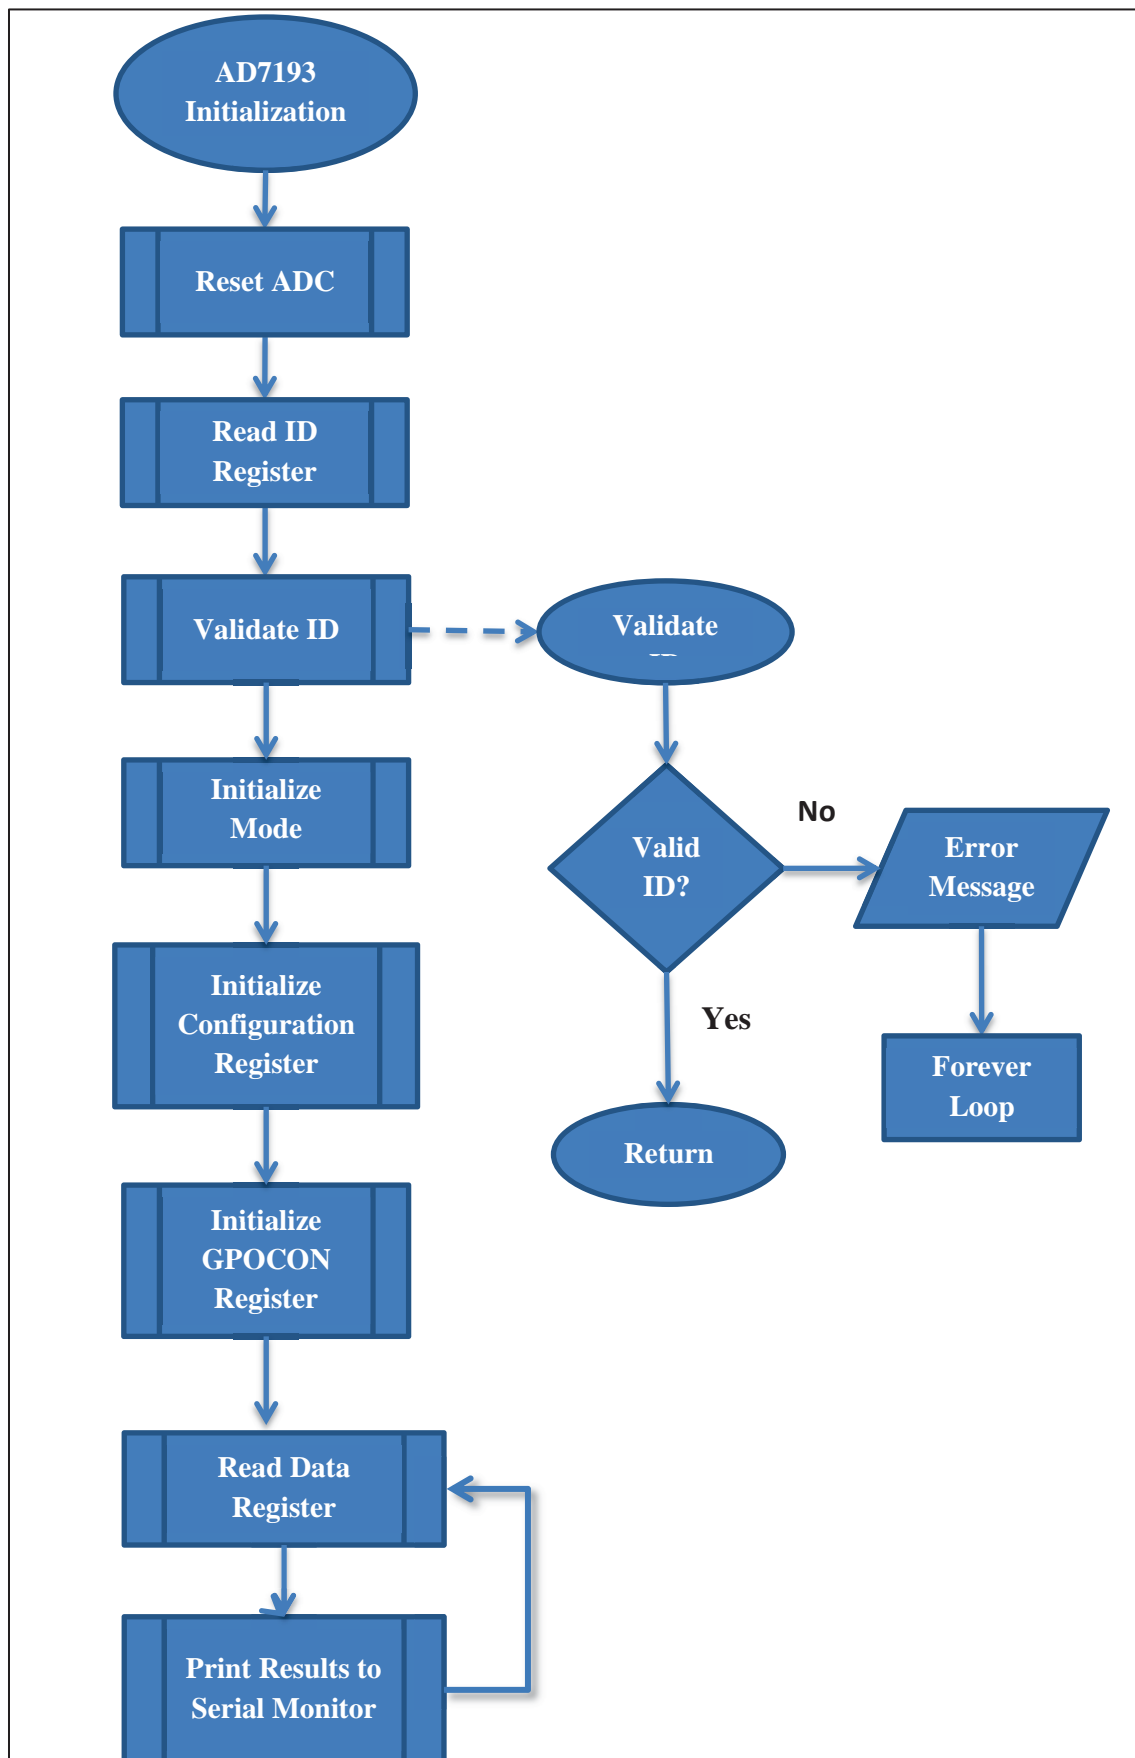 AD7193
Initialization
Reset ADC
Read ID
Register
Validate ID
Validate
Initialize
Mode
No
Valid
ID?
Error
Message
Initialize
Configuration
Register
Yes
Forever
Loop
Return
Initialize
GPOCON
Register
Read Data
Register
Print Results to
Serial Monitor